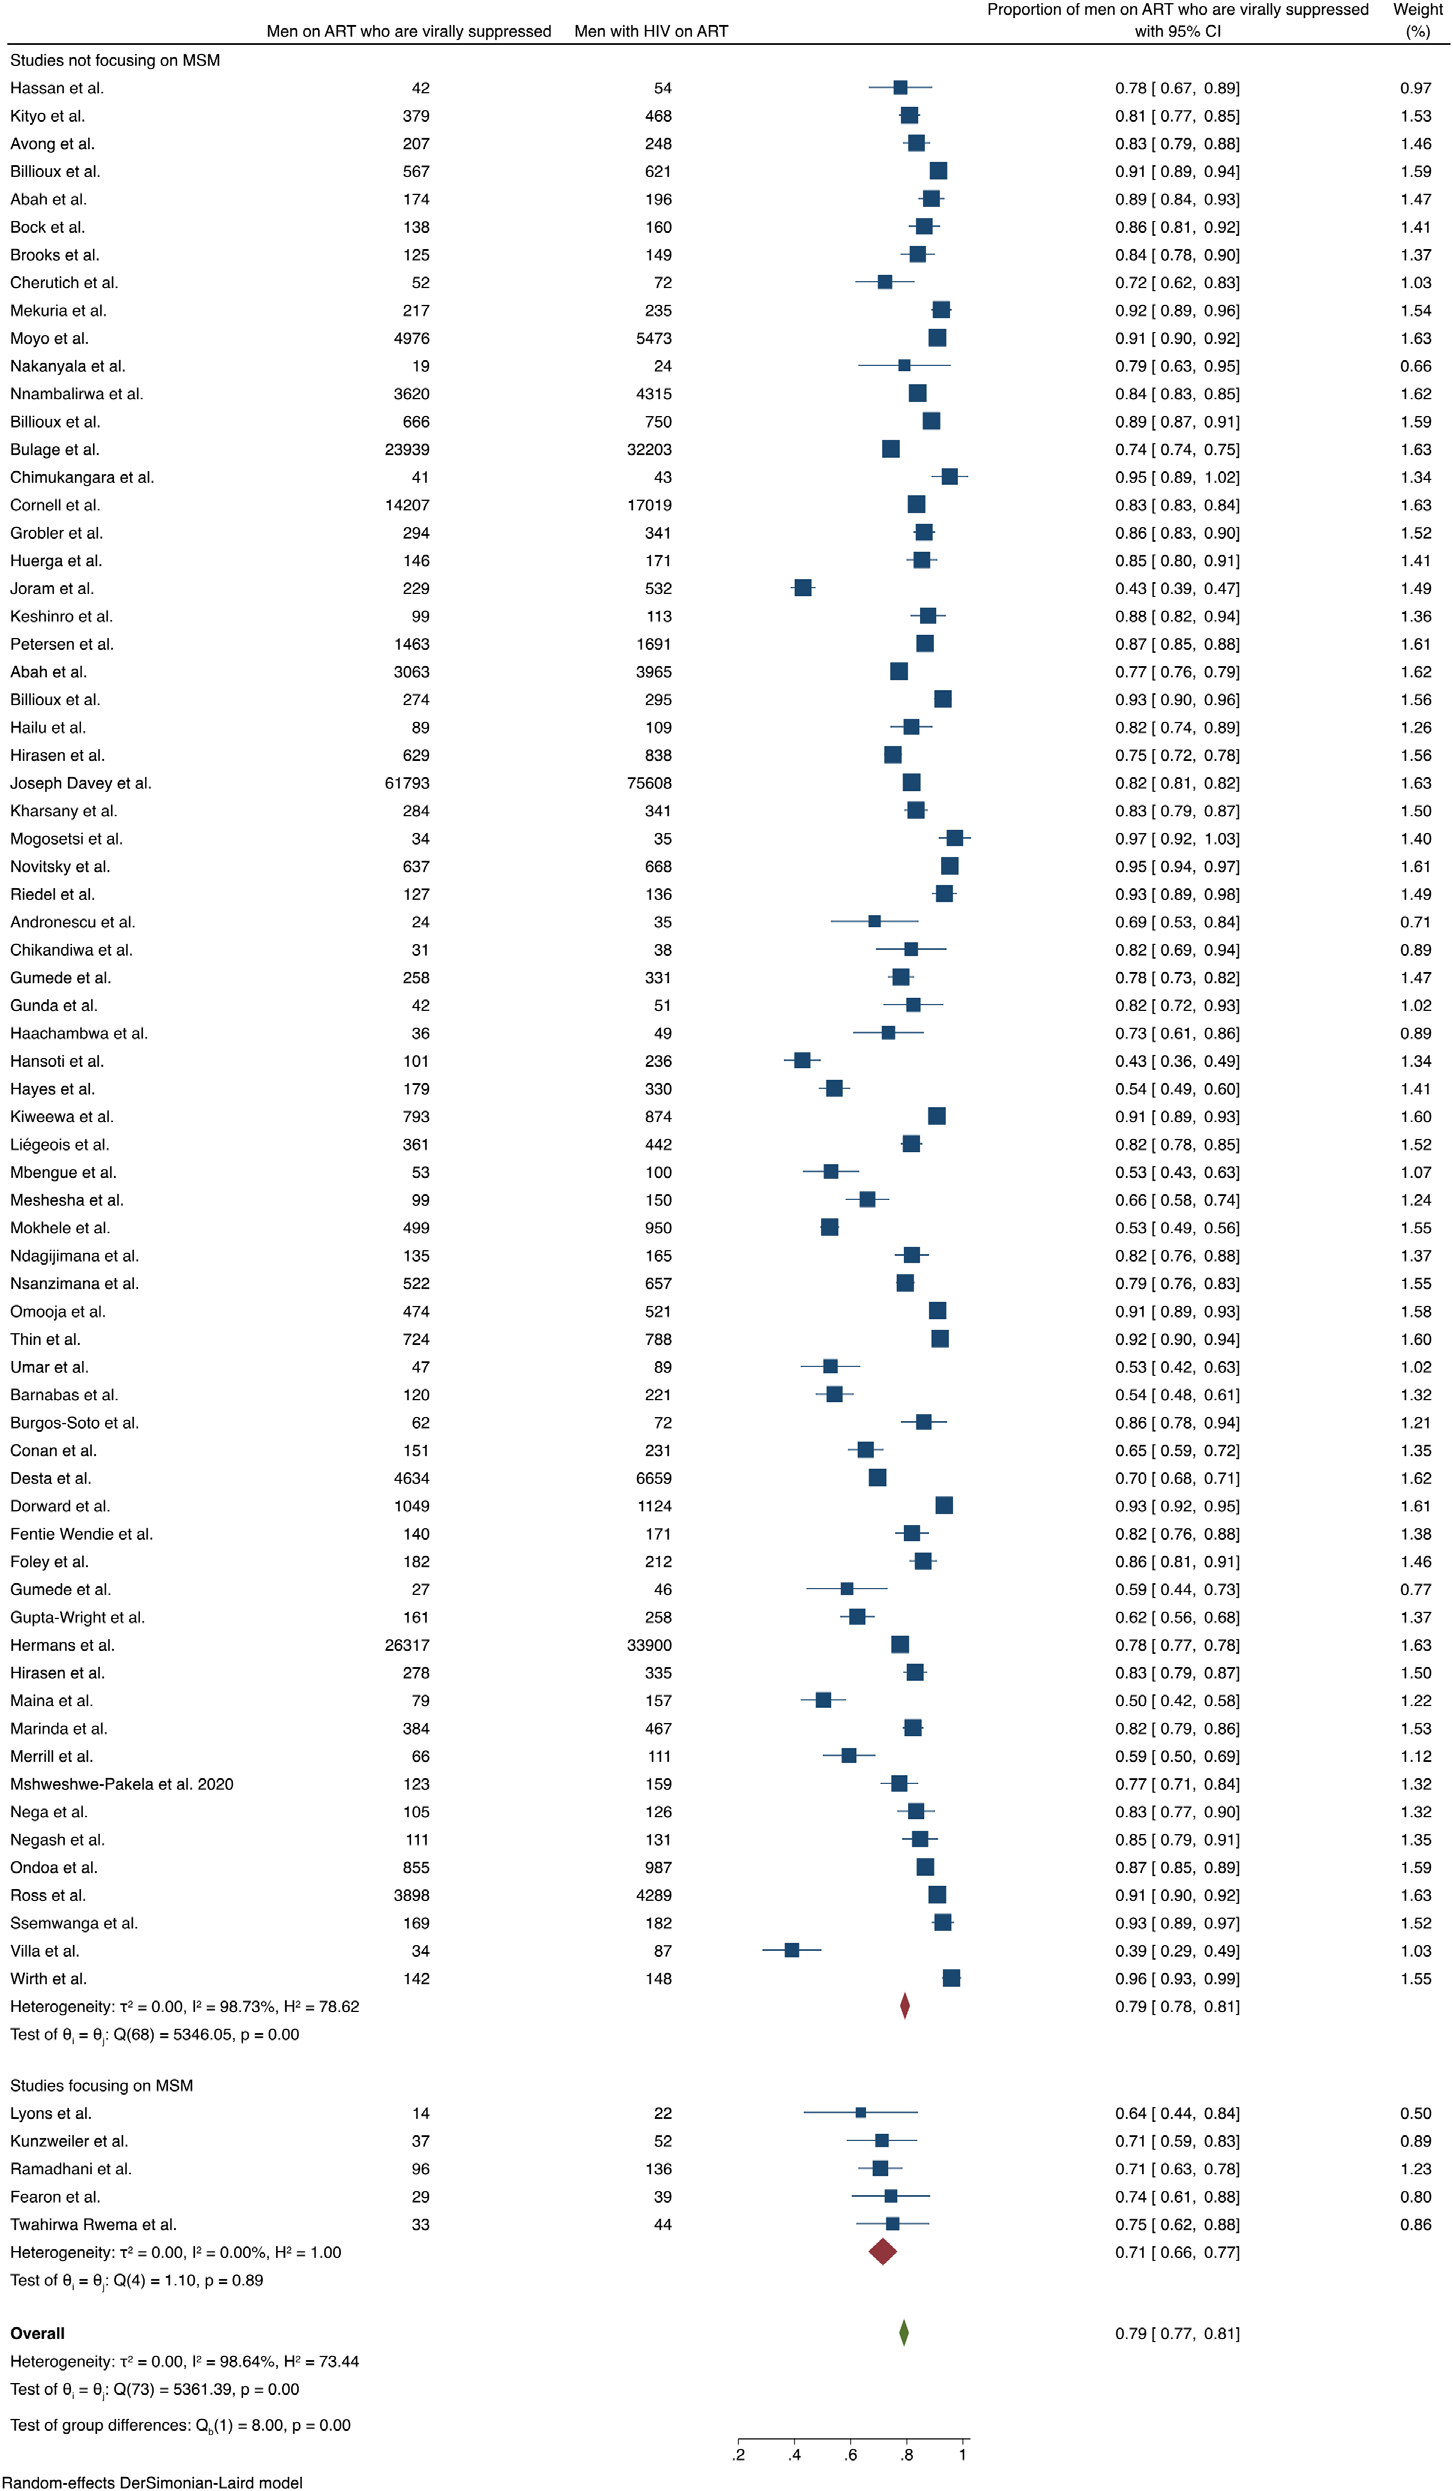 Proportion of men on ART who are virally suppressed Weight
Men on ART who are virally suppressed Men with HIV on ART with 95% CI (%)
Studies not focusing on MSM
Hassan et al. 42 54 0.78 [ 0.67, 0.89] 0.97
Kityo et al. 379 468 0.81 [ 0.77, 0.85] 1.53
Avong et al. 207 248 0.83 [ 0.79, 0.88] 1.46
Billioux et al. 567 621 0.91 [ 0.89, 0.94] 1.59
Abah et al. 174 196 0.89 [ 0.84, 0.93] 1.47
Bock et al. 138 160 0.86 [ 0.81, 0.92] 1.41
Brooks et al. 125 149 0.84 [ 0.78, 0.90] 1.37
Cherutich et al. 52 72 0.72 [ 0.62, 0.83] 1.03
Mekuria et al. 217 235 0.92 [ 0.89, 0.96] 1.54
Moyo et al. 4976 5473 0.91 [ 0.90, 0.92] 1.63
Nakanyala et al. 19 24 0.79 [ 0.63, 0.95] 0.66
Nnambalirwa et al. 3620 4315 0.84 [ 0.83, 0.85] 1.62
Billioux et al. 666 750 0.89 [ 0.87, 0.91] 1.59
Bulage et al. 23939 32203 0.74 [ 0.74, 0.75] 1.63
Chimukangara et al. 41 43 0.95 [ 0.89, 1.02] 1.34
Cornell et al. 14207 17019 0.83 [ 0.83, 0.84] 1.63
Grobler et al. 294 341 0.86 [ 0.83, 0.90] 1.52
Huerga et al. 146 171 0.85 [ 0.80, 0.91] 1.41
Joram et al. 229 532 0.43 [ 0.39, 0.47] 1.49
Keshinro et al. 99 113 0.88 [ 0.82, 0.94] 1.36
Petersen et al. 1463 1691 0.87 [ 0.85, 0.88] 1.61
Abah et al. 3063 3965 0.77 [ 0.76, 0.79] 1.62
Billioux et al. 274 295 0.93 [ 0.90, 0.96] 1.56
Hailu et al. 89 109 0.82 [ 0.74, 0.89] 1.26
Hirasen et al. 629 838 0.75 [ 0.72, 0.78] 1.56
Joseph Davey et al. 61793 75608 0.82 [ 0.81, 0.82] 1.63
Kharsany et al. 284 341 0.83 [ 0.79, 0.87] 1.50
Mogosetsi et al. 34 35 0.97 [ 0.92, 1.03] 1.40
Novitsky et al. 637 668 0.95 [ 0.94, 0.97] 1.61
Riedel et al. 127 136 0.93 [ 0.89, 0.98] 1.49
Andronescu et al. 24 35 0.69 [ 0.53, 0.84] 0.71
Chikandiwa et al. 31 38 0.82 [ 0.69, 0.94] 0.89
Gumede et al. 258 331 0.78 [ 0.73, 0.82] 1.47
Gunda et al. 42 51 0.82 [ 0.72, 0.93] 1.02
Haachambwa et al. 36 49 0.73 [ 0.61, 0.86] 0.89
Hansoti et al. 101 236 0.43 [ 0.36, 0.49] 1.34
Hayes et al. 179 330 0.54 [ 0.49, 0.60] 1.41
Kiweewa et al. 793 874 0.91 [ 0.89, 0.93] 1.60
Liégeois et al. 361 442 0.82 [ 0.78, 0.85] 1.52
Mbengue et al. 53 100 0.53 [ 0.43, 0.63] 1.07
Meshesha et al. 99 150 0.66 [ 0.58, 0.74] 1.24
Mokhele et al. 499 950 0.53 [ 0.49, 0.56] 1.55
Ndagijimana et al. 135 165 0.82 [ 0.76, 0.88] 1.37
Nsanzimana et al. 522 657 0.79 [ 0.76, 0.83] 1.55
Omooja et al. 474 521 0.91 [ 0.89, 0.93] 1.58
Thin et al. 724 788 0.92 [ 0.90, 0.94] 1.60
Umar et al. 47 89 0.53 [ 0.42, 0.63] 1.02
Barnabas et al. 120 221 0.54 [ 0.48, 0.61] 1.32
Burgos-Soto et al. 62 72 0.86 [ 0.78, 0.94] 1.21
Conan et al. 151 231 0.65 [ 0.59, 0.72] 1.35
Desta et al. 4634 6659 0.70 [ 0.68, 0.71] 1.62
Dorward et al. 1049 1124 0.93 [ 0.92, 0.95] 1.61
Fentie Wendie et al. 140 171 0.82 [ 0.76, 0.88] 1.38
Foley et al. 182 212 0.86 [ 0.81, 0.91] 1.46
Gumede et al. 27 46 0.59 [ 0.44, 0.73] 0.77
Gupta-Wright et al. 161 258 0.62 [ 0.56, 0.68] 1.37
Hermans et al. 26317 33900 0.78 [ 0.77, 0.78] 1.63
Hirasen et al. 278 335 0.83 [ 0.79, 0.87] 1.50
Maina et al. 79 157 0.50 [ 0.42, 0.58] 1.22
Marinda et al. 384 467 0.82 [ 0.79, 0.86] 1.53
Merrill et al. 66 111 0.59 [ 0.50, 0.69] 1.12
Mshweshwe-Pakela et al. 2020 123 159 0.77 [ 0.71, 0.84] 1.32
Nega et al. 105 126 0.83 [ 0.77, 0.90] 1.32
Negash et al. 111 131 0.85 [ 0.79, 0.91] 1.35
Ondoa et al. 855 987 0.87 [ 0.85, 0.89] 1.59
Ross et al. 3898 4289 0.91 [ 0.90, 0.92] 1.63
Ssemwanga et al. 169 182 0.93 [ 0.89, 0.97] 1.52
Villa et al. 34 87 0.39 [ 0.29, 0.49] 1.03
Wirth et al. 142 148 0.96 [ 0.93, 0.99] 1.55
Heterogeneity: τ² = 0.00, I² = 98.73%, H² = 78.62 0.79 [ 0.78, 0.81]
Test of θi = θj: Q(68) = 5346.05, p = 0.00
Studies focusing on MSM
Lyons et al. 14 22 0.64 [ 0.44, 0.84] 0.50
Kunzweiler et al. 37 52 0.71 [ 0.59, 0.83] 0.89
Ramadhani et al. 96 136 0.71 [ 0.63, 0.78] 1.23
Fearon et al. 29 39 0.74 [ 0.61, 0.88] 0.80
Twahirwa Rwema et al. 33 44 0.75 [ 0.62, 0.88] 0.86
Heterogeneity: τ² = 0.00, I² = 0.00%, H² = 1.00 0.71 [ 0.66, 0.77]
Test of θi = θj: Q(4) = 1.10, p = 0.89
Overall 0.79 [ 0.77, 0.81]
Heterogeneity: τ² = 0.00, I² = 98.64%, H² = 73.44
Test of θi = θj: Q(73) = 5361.39, p = 0.00
Test of group differences: Qb(1) = 8.00, p = 0.00
.2 .4 .6 .8 1
Random-effects DerSimonian-Laird model